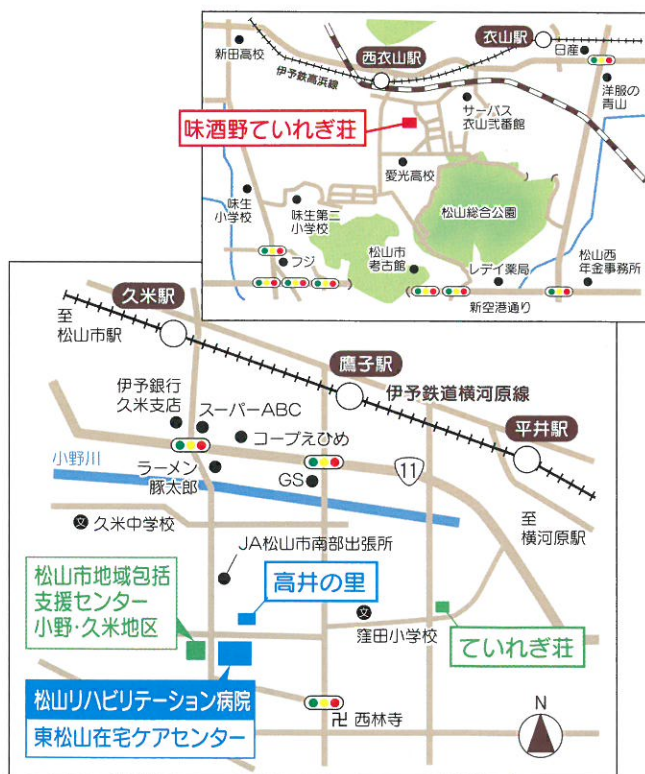 衣山駅
日産
新田高校
西衣山駅
伊予鉄高浜線
洋服の
青山
サーパス
衣山弐番館
味酒野ていれぎ荘
愛光高校
味生
小学校
味生第二
小学校
松山総合公園
フジ
松山市
考古館
レデイ薬局
松山西
年金事務所
新空港通り
久米駅
至
松山市駅
鷹子駅
伊予鉄道横河原線
伊予銀行
久米支店
スーパーABC
コープえひめ
平井駅
小野川
ラーメン
豚太郎
GS
11
文 久米中学校
至
横河原駅
JA松山市南部出張所
松山市地域包括
支援センター
小野・久米地区
高井の里
文
窪田小学校
ていれぎ荘
松山リハビリテーション病院
東松山在宅ケアセンター
卍 西林寺
N